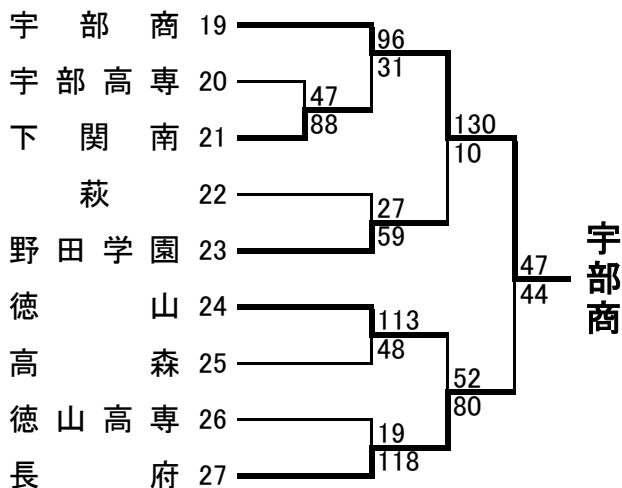 宇部商 19
宇部高専 20
下関南 21
萩 22
野田学園 23
徳山 24
高森 25
徳山高専 26
長府 27
96
31
47
88
27
59
113
48
19
118
130
10
52
80
47
44
宇部商